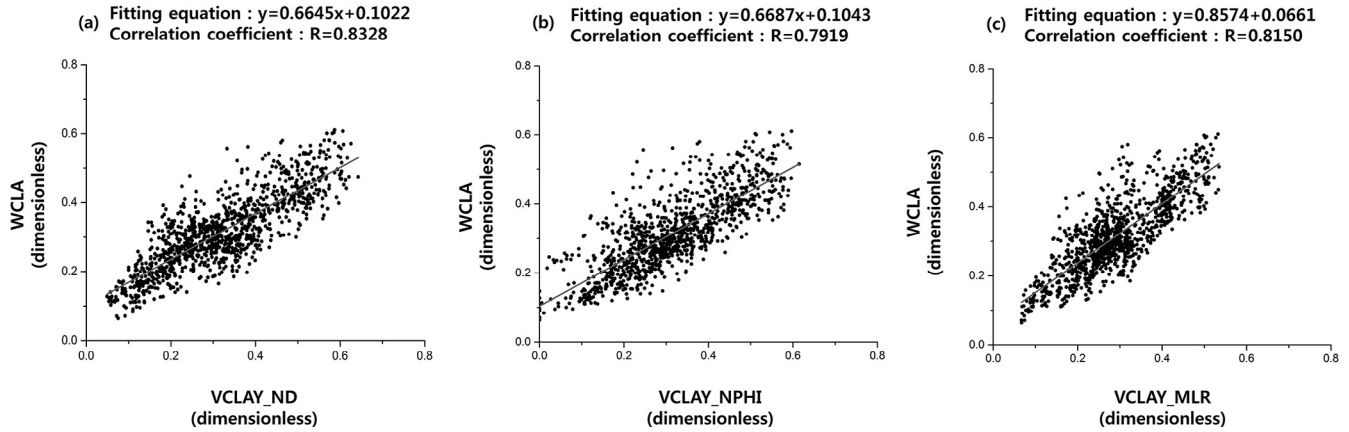 (a)
Fitting equation : y=0.6645x+0.1022
Correlation coefficient : R=0.8328
0.8
0.6
0.4
0.2
0.0
WCLA
(dimensionless)
0.0 0.2 0.4 0.6 0.8
VCLAY_ND
(dimensionless)
(b)
Fitting equation : y=0.6687x+0.1043
Correlation coefficient : R=0.7919
0.8
0.6
0.4
0.2
0.0
WCLA
(dimensionless)
0.0 0.2 0.4 0.6 0.8
VCLAY_NPHI
(dimensionless)
(c)
Fitting equation : y=0.8574+0.0661
Correlation coefficient : R=0.8150
0.8
0.6
0.4
0.2
0.0
WCLA
(dimensionless)
0.0 0.2 0.4 0.6 0.8
VCLAY_MLR
(dimensionless)